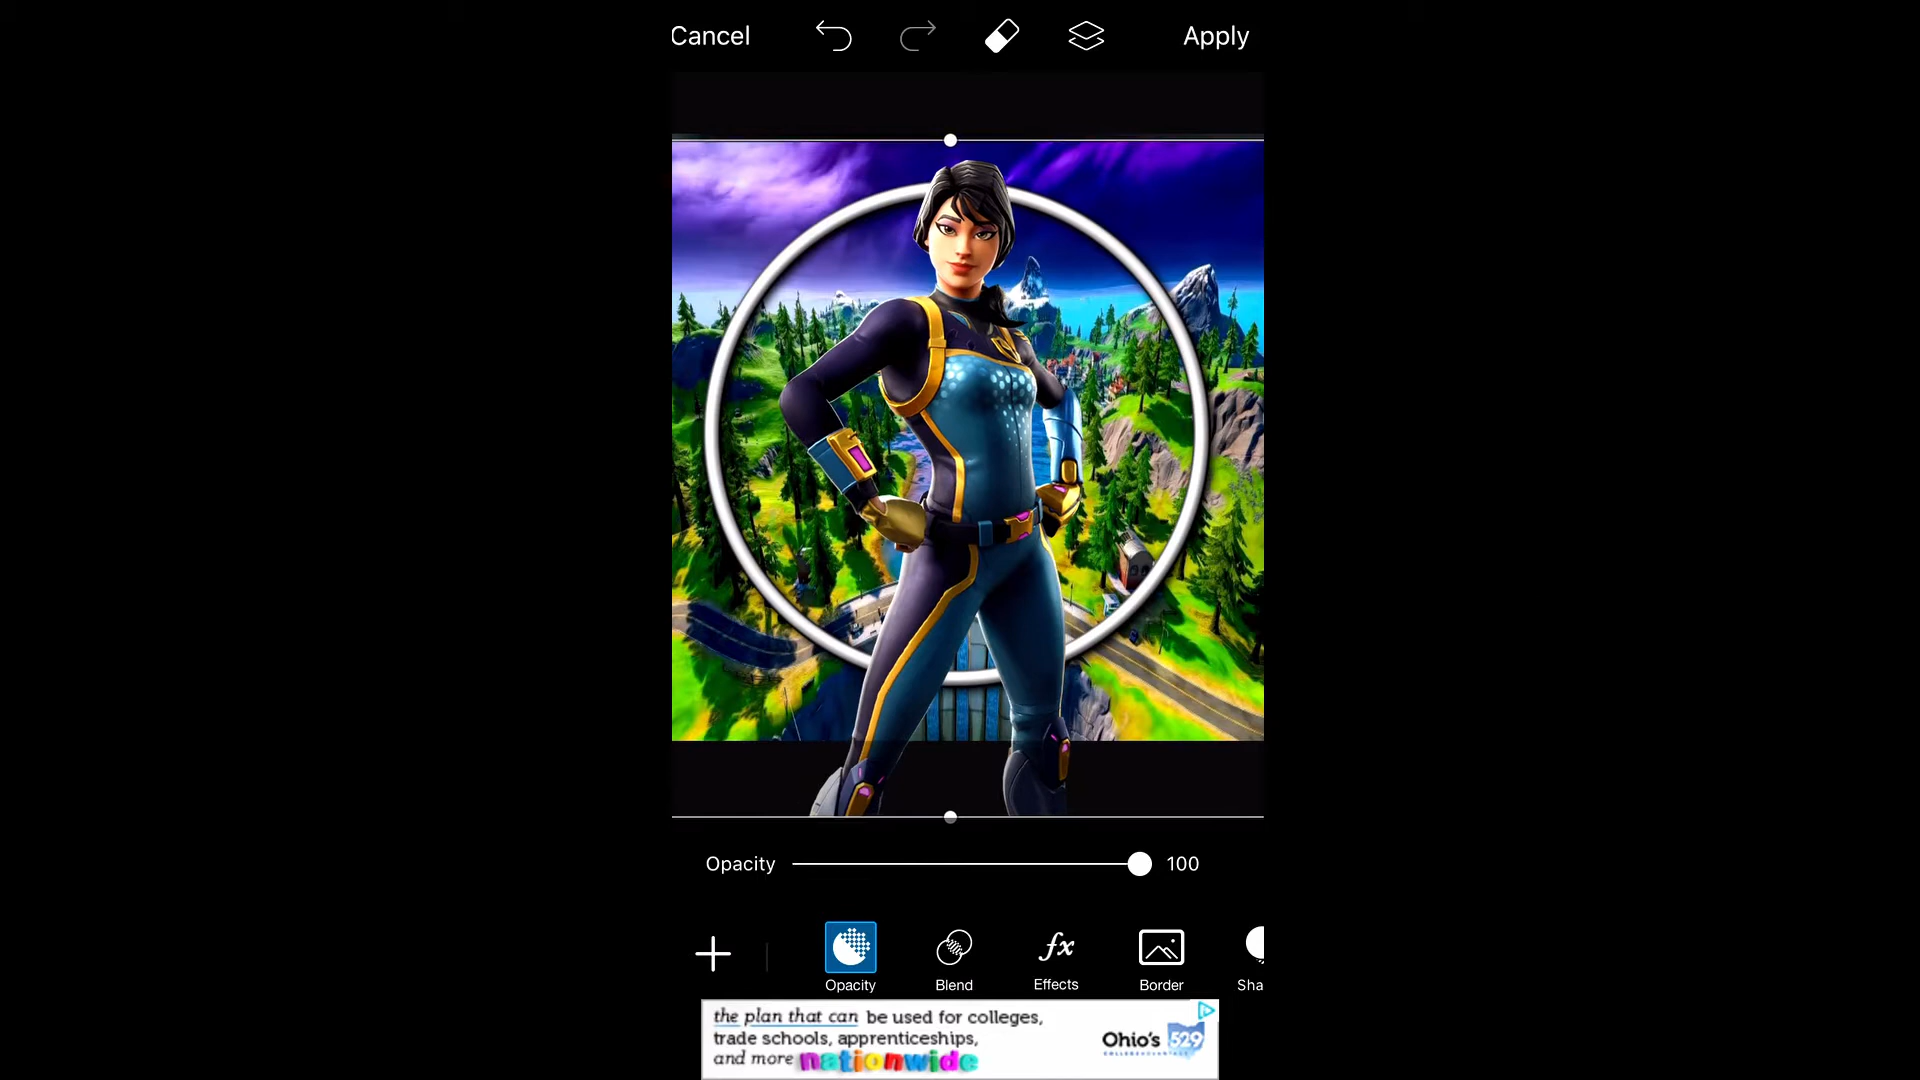 Cancel
Apply
Opacity
100
Opacity
Blend
Effects
Border
Sha
the plan that can be used for colleges,
trade schools, apprenticeships,
and more nationwide
Ohio's 529